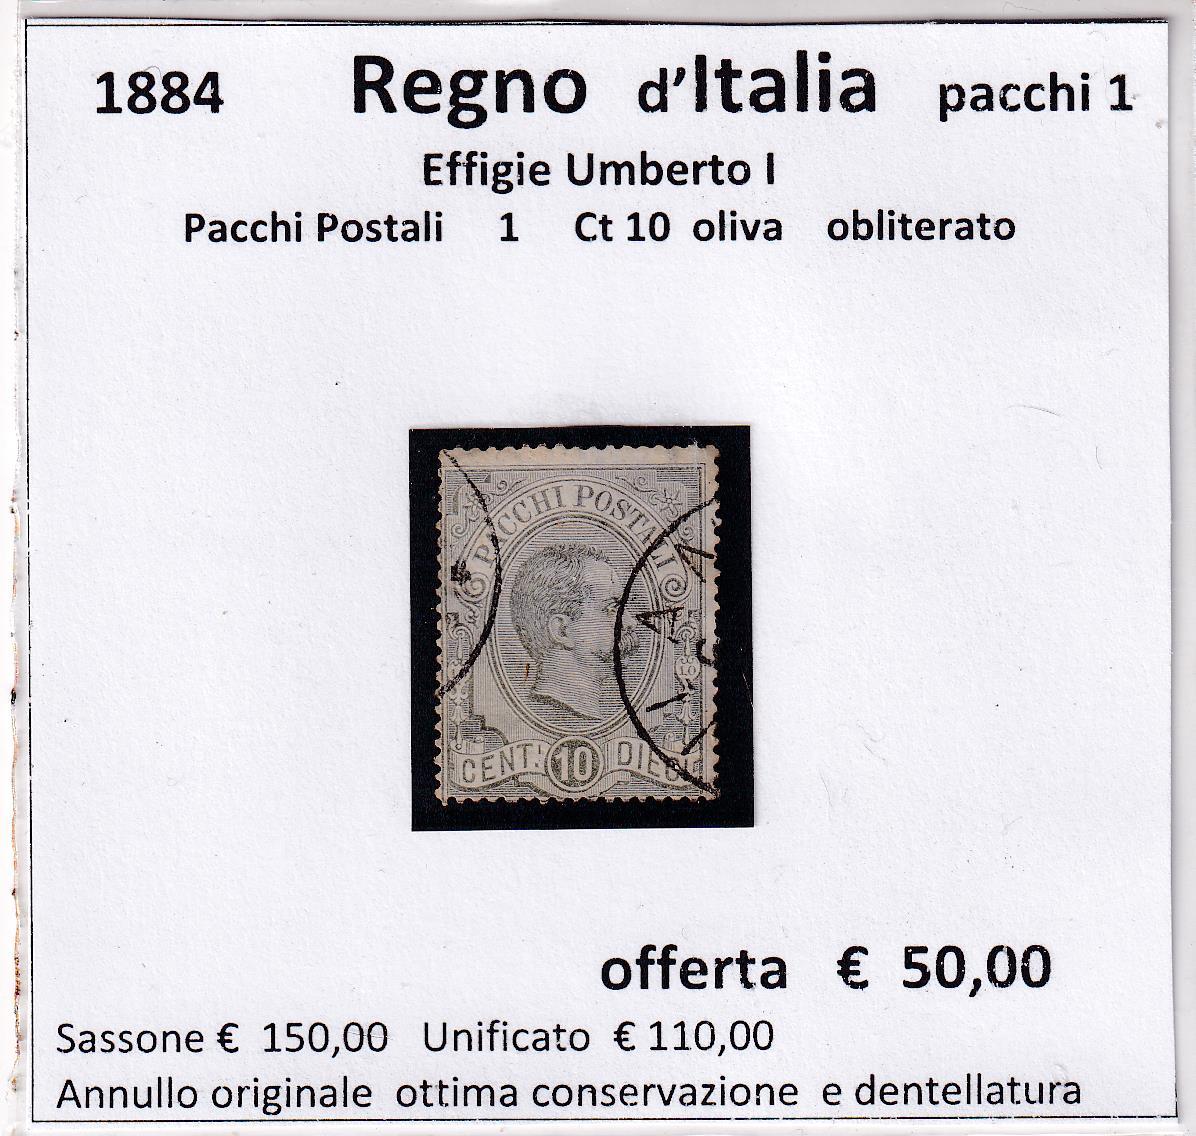 1884 Regno d'Italia pacchi 1
Effigie Umberto I
Pacchi Postali 1 Ct 10 oliva obliterato
PACCHI POSTALI
CENT. 10 DIECI
offerta € 50,00
Sassone € 150,00 Unificato € 110,00
Annullo originale ottima conservazione e dentellatura